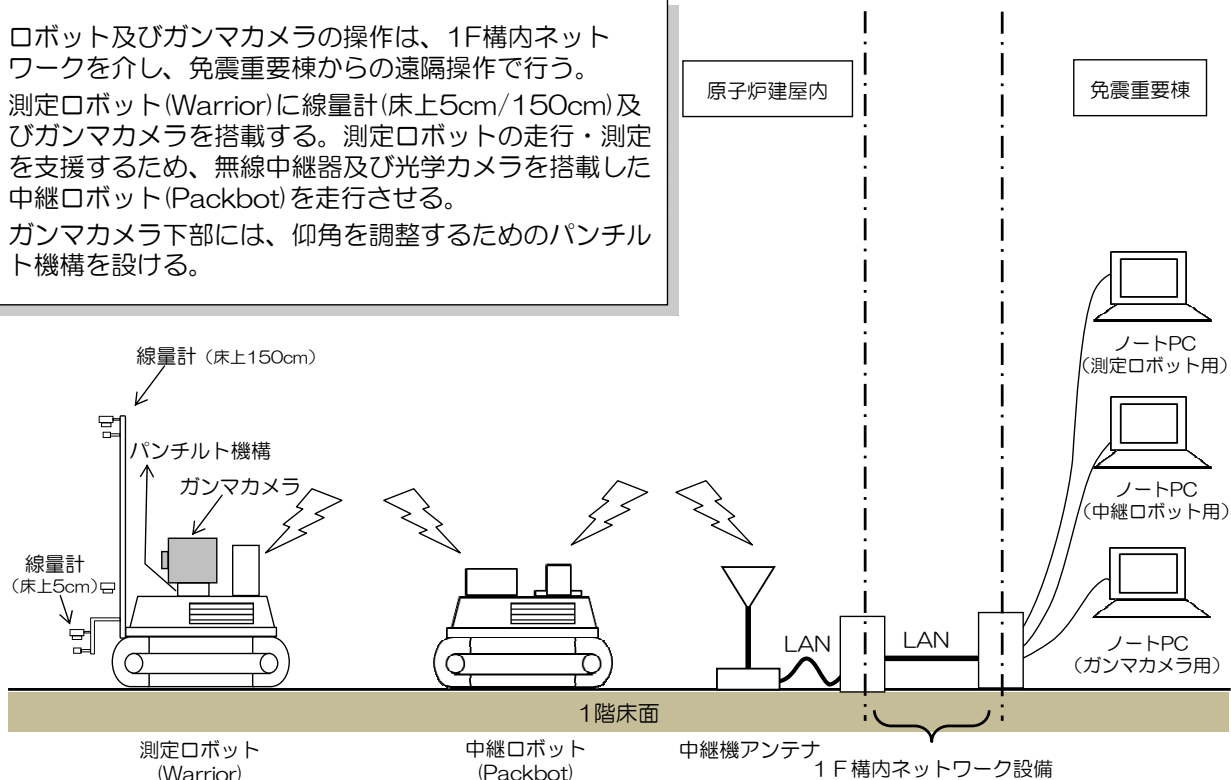 ロボット及びガンマカメラの操作は、1F構内ネット
ワークを介し、免震重要棟からの遠隔操作で行う。
測定ロボット(Warrior)に線量計(床上5cm/150cm)及
びガンマカメラを搭載する。測定ロボットの走行・測定
を支援するため、無線中継器及び光学カメラを搭載した
中継ロボット(Packbot)を走行させる。
ガンマカメラ下部には、仰角を調整するためのパンチル
ト機構を設ける。
原子炉建屋内
免震重要棟
ノートPC
(測定ロボット用)
ノートPC
(中継ロボット用)
ノートPC
(ガンマカメラ用)
線量計(床上150cm)
パンチルト機構
ガンマカメラ
線量計
(床上5cm)
LAN
LAN
1階床面
測定ロボット
(Warrior)
中継ロボット
(Packbot)
中継機アンテナ
1F構内ネットワーク設備